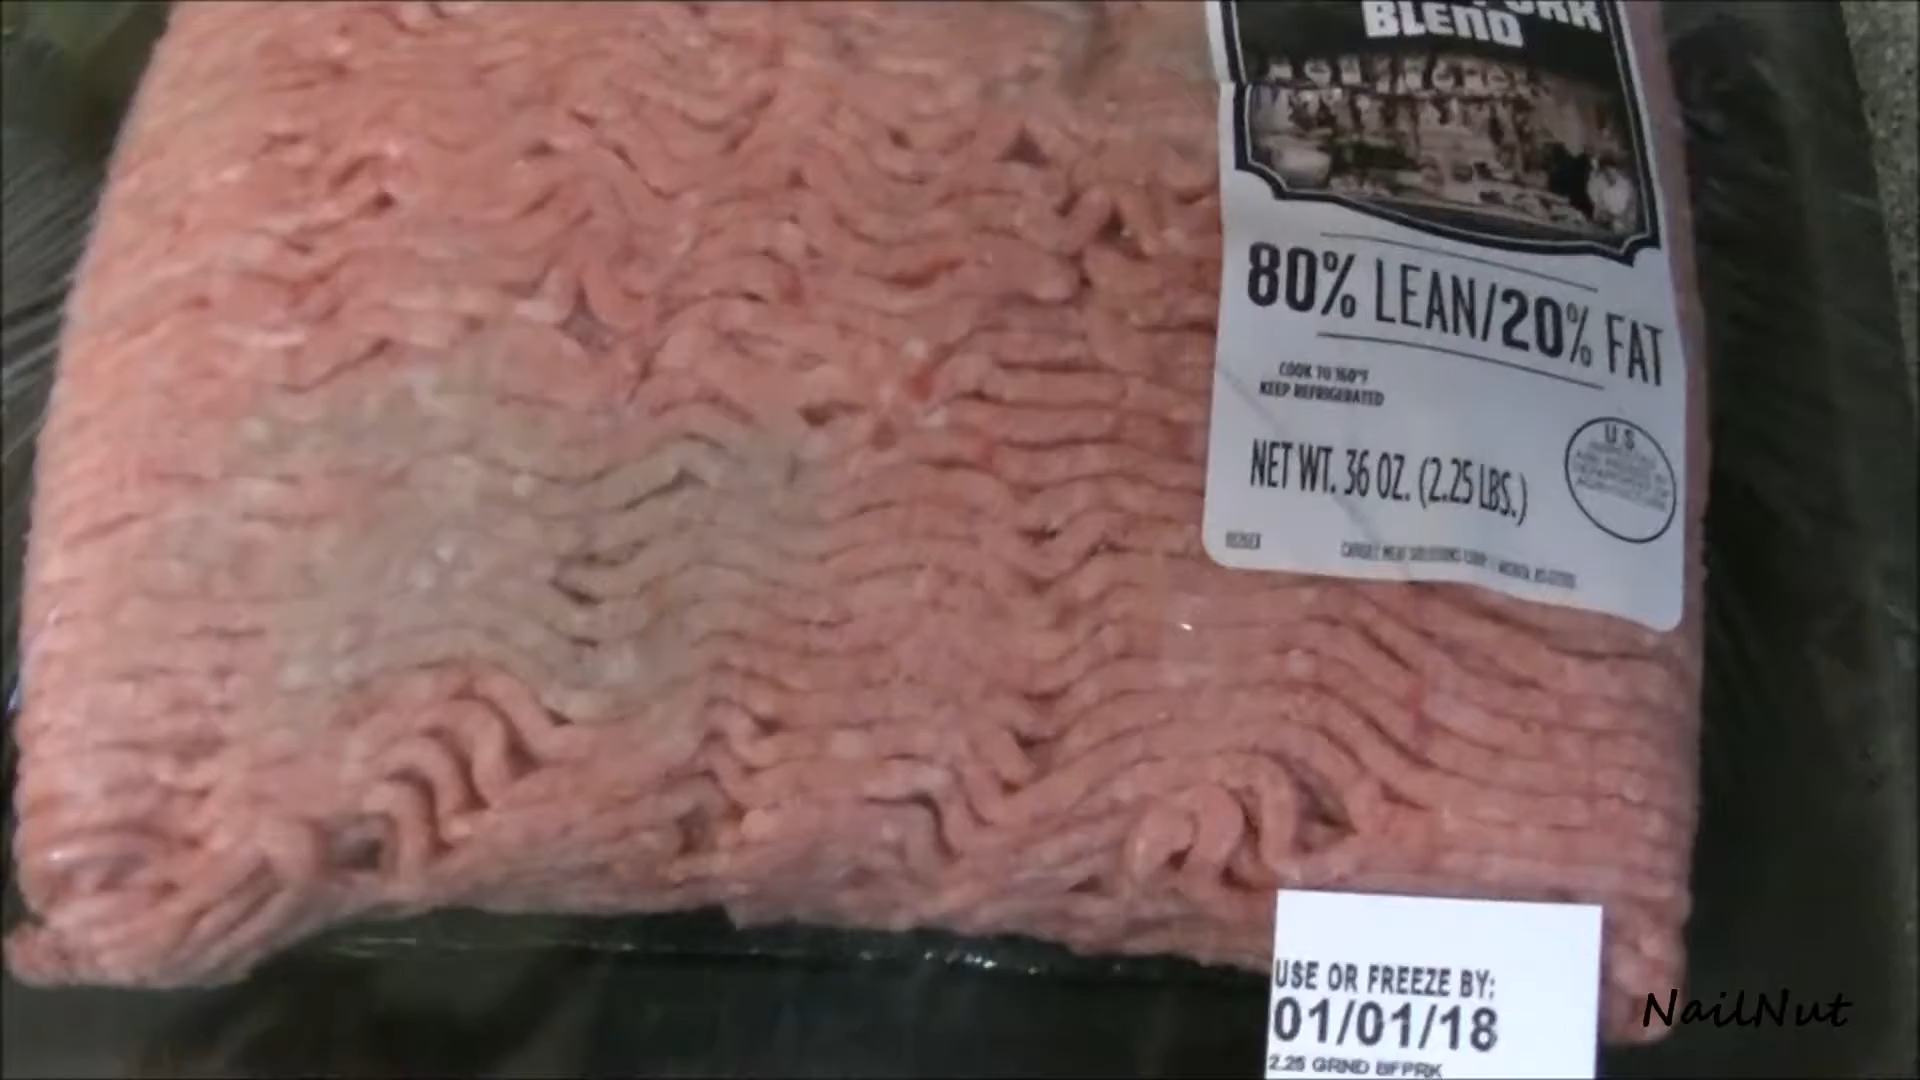 BLEND
80% LEAN/20% FAT
COOK TO 160°F
KEEP REFRIGERATED
NET WT. 36 OZ. (2.25 LBS.)
U.S.
USE OR FREEZE BY:
01/01/18
2.25 GRND BFPRK
NailNut